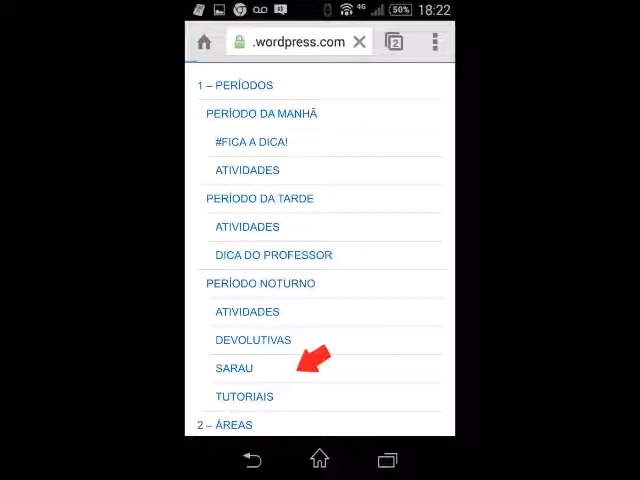 4G 50% 18:22
.wordpress.com 2
1 – PERÍODOS
PERÍODO DA MANHÃ
#FICA A DICA!
ATIVIDADES
PERÍODO DA TARDE
ATIVIDADES
DICA DO PROFESSOR
PERÍODO NOTURNO
ATIVIDADES
DEVOLUTIVAS
SARAU
TUTORIAIS
2 – ÁREAS